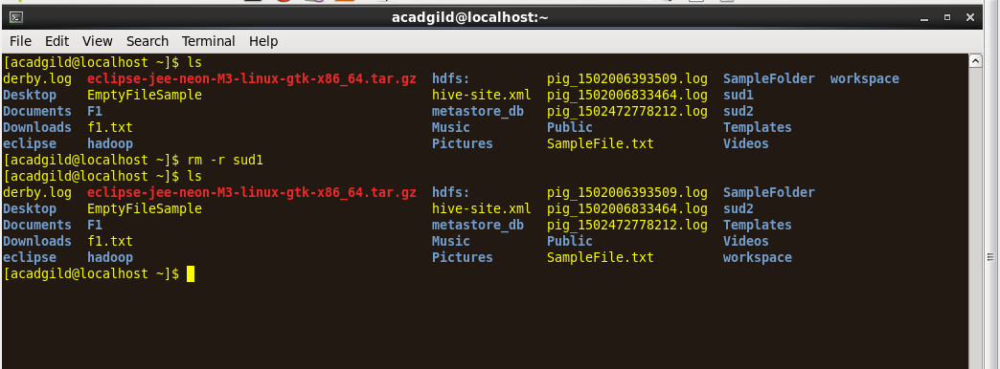 acadgild@localhost:~
File Edit View Search Terminal Help
[acadgild@localhost ~]$ ls
derby.log eclipse-jee-neon-M3-linux-gtk-x86_64.tar.gz hdfs: pig_1502006393509.log SampleFolder workspace
Desktop EmptyFileSample hive-site.xml pig_1502006833464.log sud1
Documents F1 metastore_db pig_1502472778212.log sud2
Downloads f1.txt Music Public Templates
eclipse hadoop Pictures SampleFile.txt Videos
[acadgild@localhost ~]$ rm -r sud1
[acadgild@localhost ~]$ ls
derby.log eclipse-jee-neon-M3-linux-gtk-x86_64.tar.gz hdfs: pig_1502006393509.log SampleFolder
Desktop EmptyFileSample hive-site.xml pig_1502006833464.log sud2
Documents F1 metastore_db pig_1502472778212.log Templates
Downloads f1.txt Music Public Videos
eclipse hadoop Pictures SampleFile.txt workspace
[acadgild@localhost ~]$